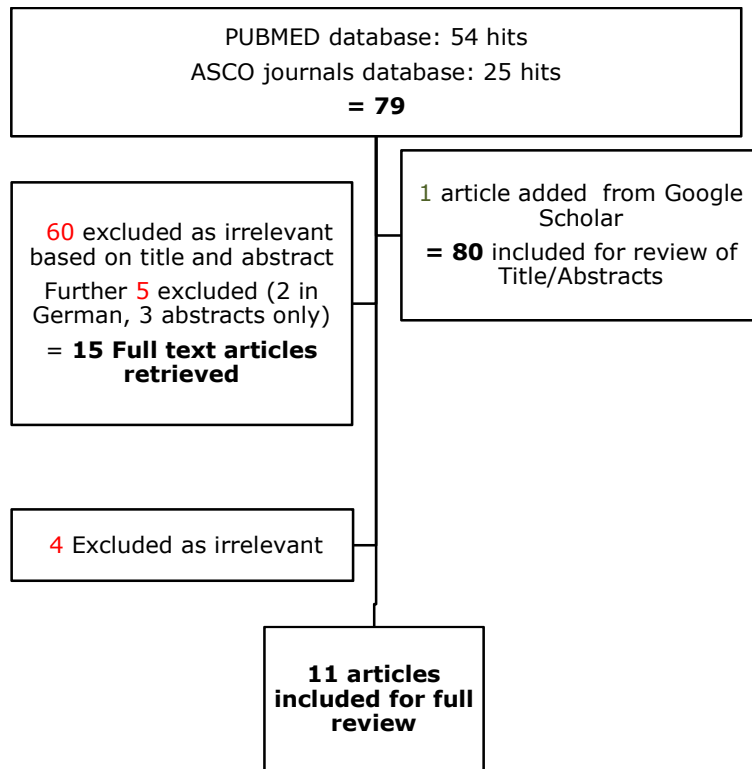 PUBMED database: 54 hits
ASCO journals database: 25 hits
= 79
1 article added from Google
Scholar
= 80 included for review of
Title/Abstracts
60 excluded as irrelevant
based on title and abstract
Further 5 excluded (2 in
German, 3 abstracts only)
= 15 Full text articles
retrieved
4 Excluded as irrelevant
11 articles
included for full
review